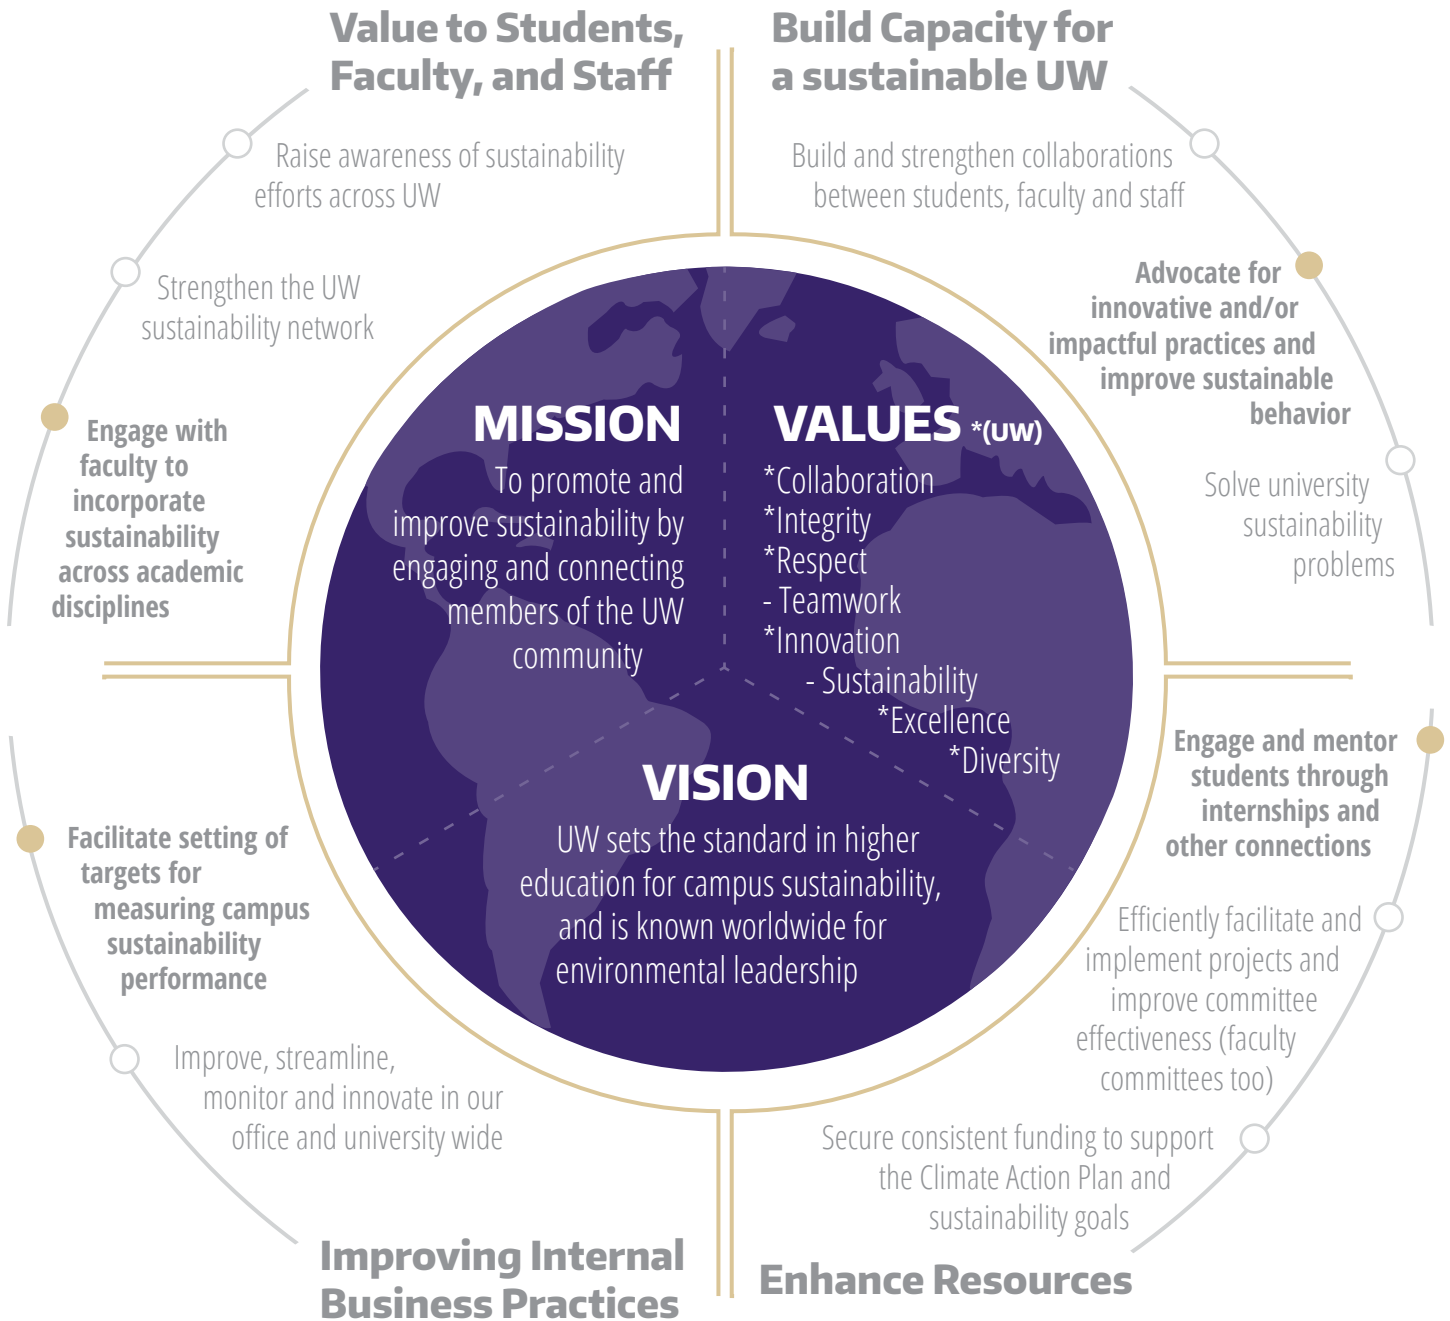 Value to Students,
Faculty, and Staff
Raise awareness of sustainability
efforts across UW
Strengthen the UW
sustainability network
Engage with
faculty to
incorporate
sustainability
across academic
disciplines
Build Capacity for
a sustainable UW
Build and strengthen collaborations
between students, faculty and staff
Advocate for
innovative and/or
impactful practices and
improve sustainable
behavior
Solve university
sustainability
problems
MISSION
To promote and
improve sustainability by
engaging and connecting
members of the UW
community
VALUES *(UW)
*Collaboration
*Integrity
*Respect
- Teamwork
*Innovation
- Sustainability
*Excellence
*Diversity
VISION
UW sets the standard in higher
education for campus sustainability,
and is known worldwide for
environmental leadership
Facilitate setting of
targets for
measuring campus
sustainability
performance
Improve, streamline,
monitor and innovate in our
office and university wide
Improving Internal
Business Practices
Engage and mentor
students through
internships and
other connections
Efficiently facilitate and
implement projects and
improve committee
effectiveness (faculty
committees too)
Secure consistent funding to support
the Climate Action Plan and
sustainability goals
Enhance Resources